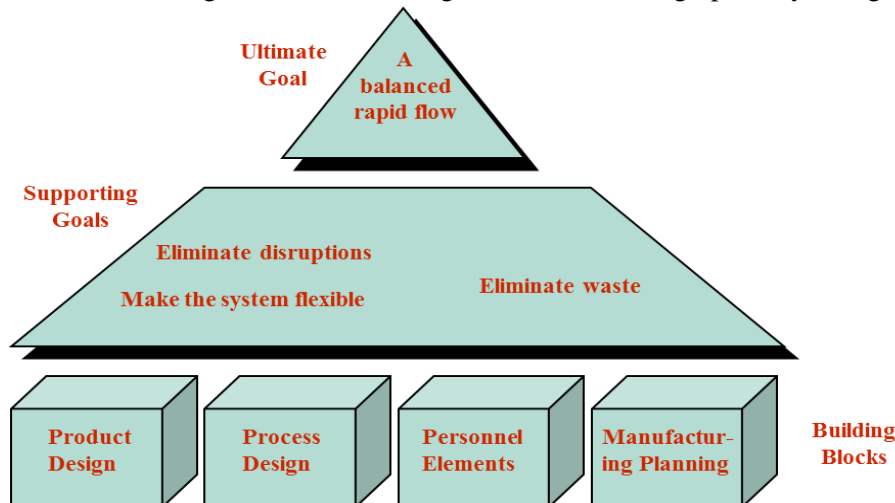 Ultimate
Goal
A
balanced
rapid flow
Supporting
Goals
Eliminate disruptions
Make the system flexible
Eliminate waste
Product
Design
Process
Design
Personnel
Elements
Manufactur-
ing Planning
Building
Blocks